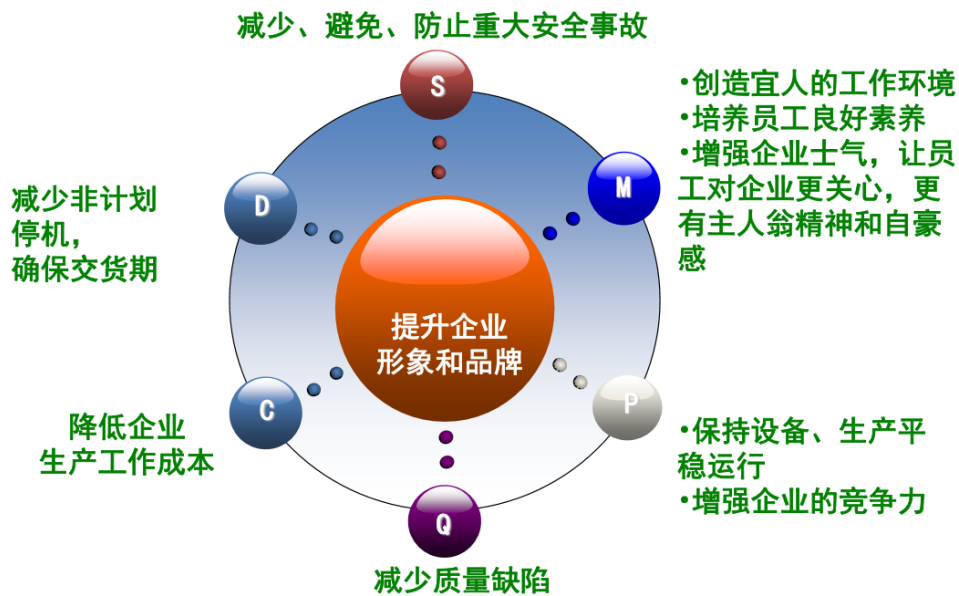 减少、避免、防止重大安全事故
S
•创造宜人的工作环境
•培养员工良好素养
•增强企业士气，让员
工对企业更关心，更
有主人翁精神和自豪
感
M
D
减少非计划
停机，
确保交货期
提升企业
形象和品牌
C
降低企业
生产工作成本
P
•保持设备、生产平
稳运行
•增强企业的竞争力
Q
减少质量缺陷